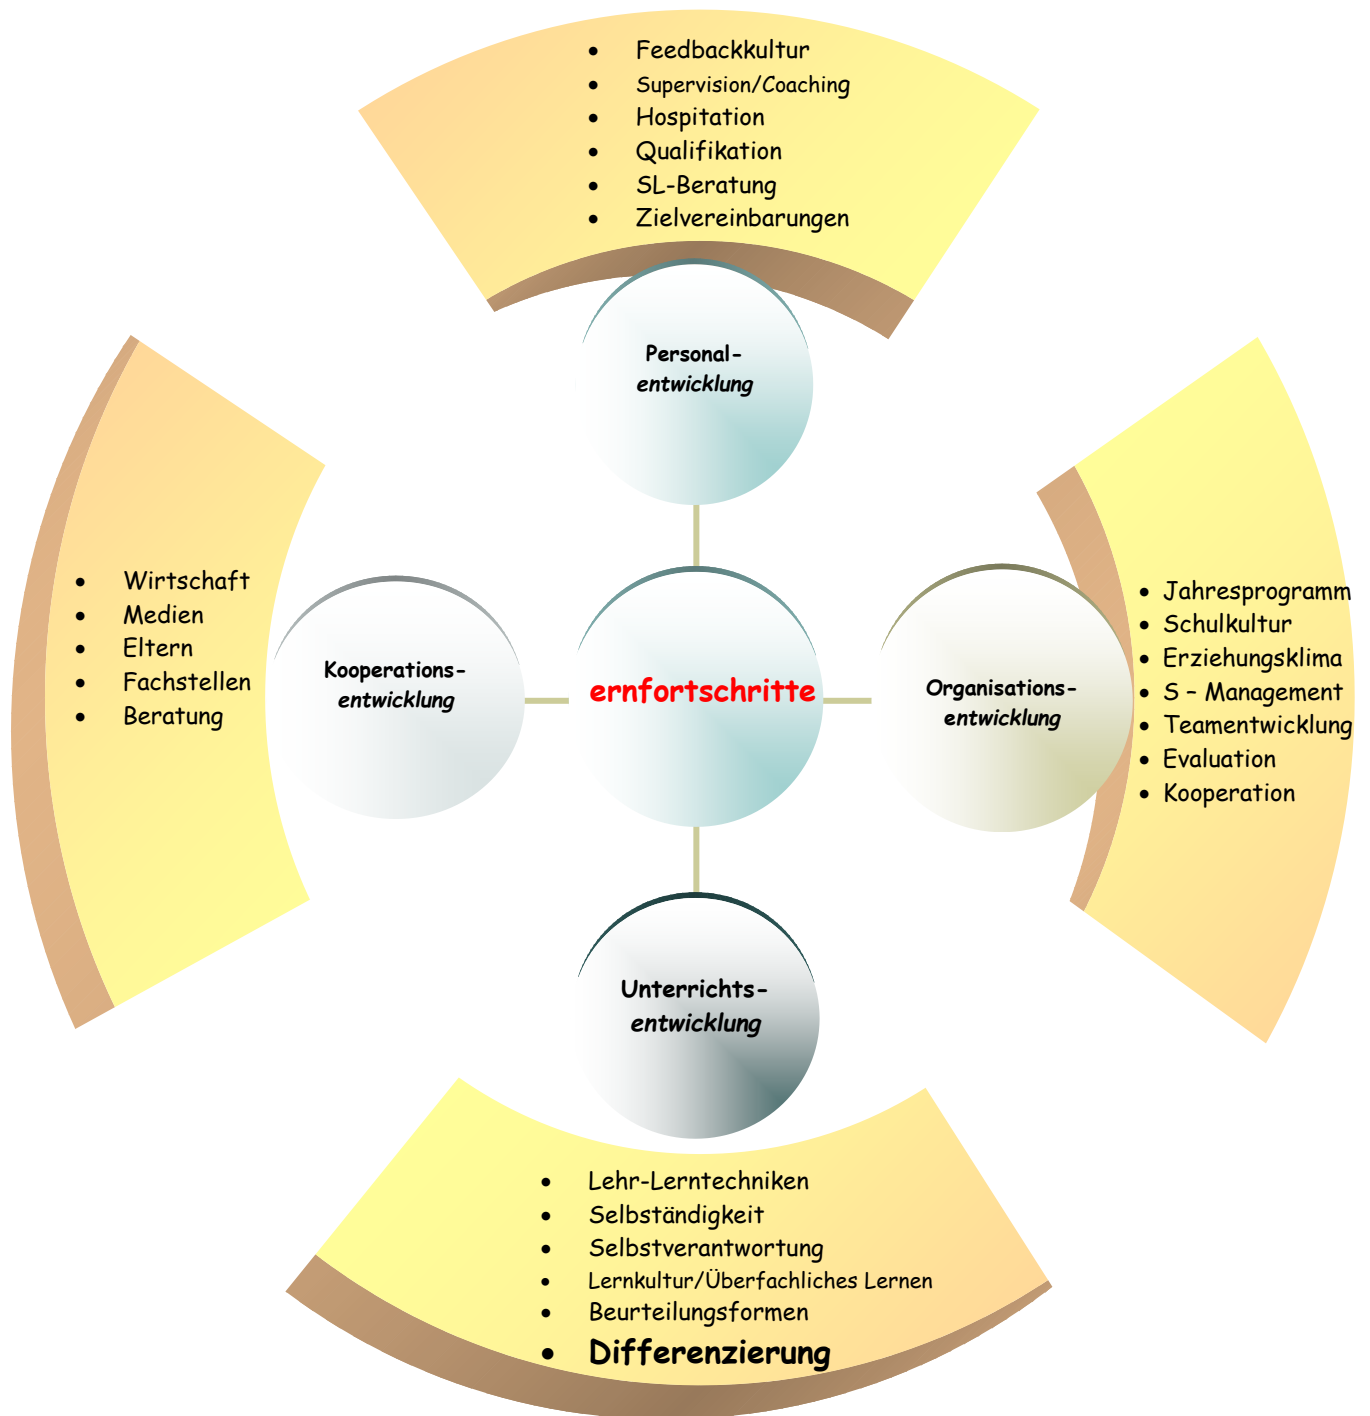 • Feedbackkultur
• Supervision/Coaching
• Hospitation
• Qualifikation
• SL-Beratung
• Zielvereinbarungen
Personal-
entwicklung
• Wirtschaft
• Medien
• Eltern
• Fachstellen
• Beratung
Kooperations-
entwicklung
ernfortschritte
Organisations-
entwicklung
• Jahresprogramm
• Schulkultur
• Erziehungsklima
• S – Management
• Teamentwicklung
• Evaluation
• Kooperation
Unterrichts-
entwicklung
• Lehr-Lerntechniken
• Selbständigkeit
• Selbstverantwortung
• Lernkultur/Überfachliches Lernen
• Beurteilungsformen
• Differenzierung